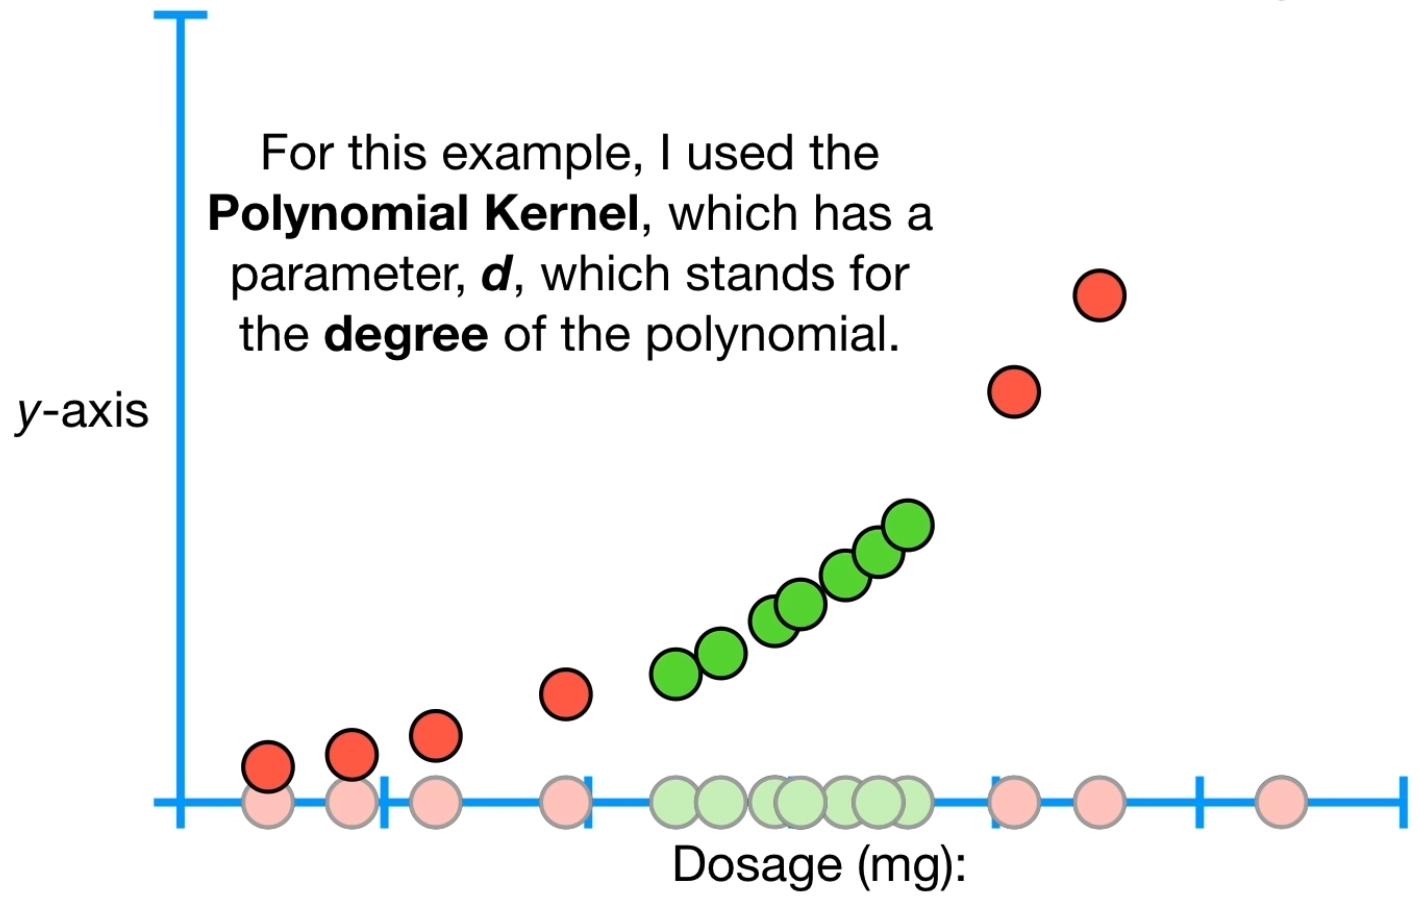 For this example, I used the
Polynomial Kernel, which has a
parameter, d, which stands for
the degree of the polynomial.
y-axis
Dosage (mg):